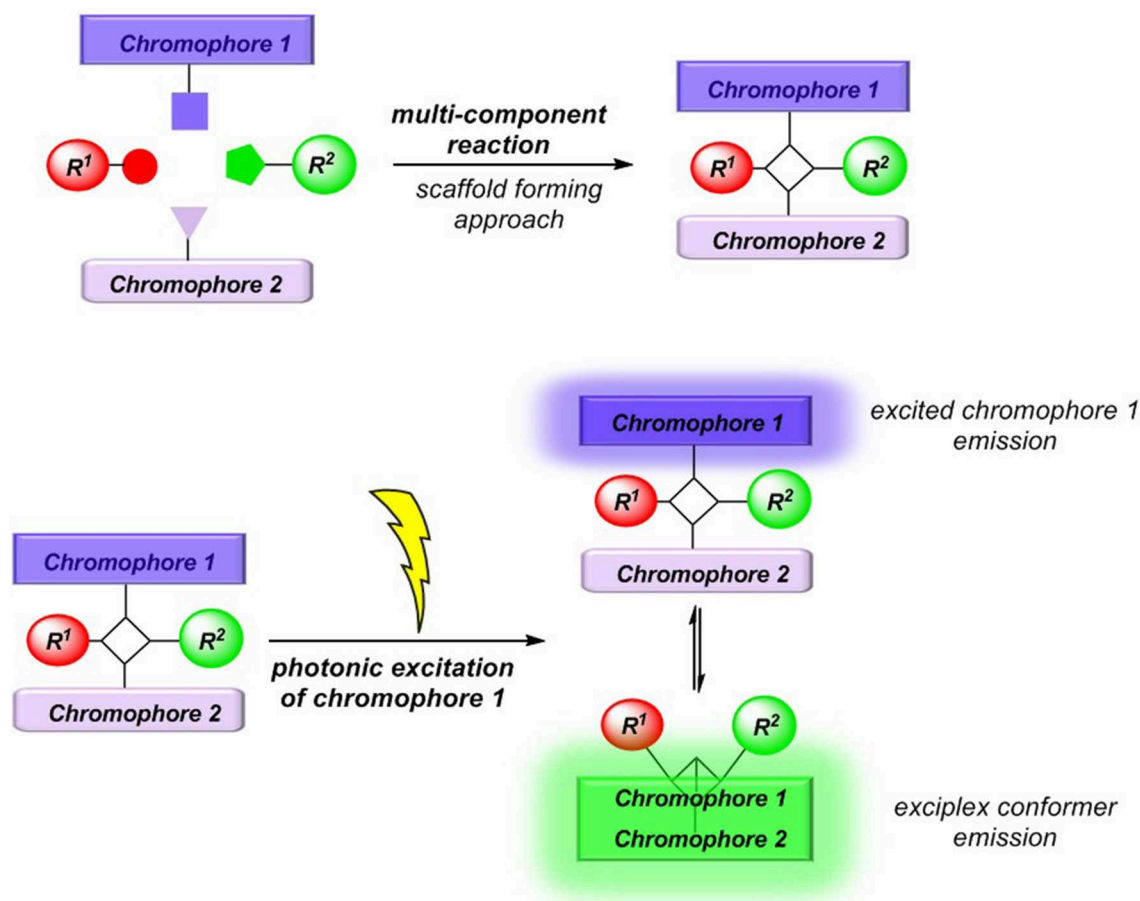 Chromophore 1
R¹
R²
Chromophore 2
multi-component
reaction
scaffold forming
approach
Chromophore 1
R¹
R²
Chromophore 2
Chromophore 1
R¹
R²
Chromophore 2
photonic excitation
of chromophore 1
Chromophore 1
R¹
R²
Chromophore 2
excited chromophore 1
emission
R¹
R²
Chromophore 1
Chromophore 2
exciplex conformer
emission